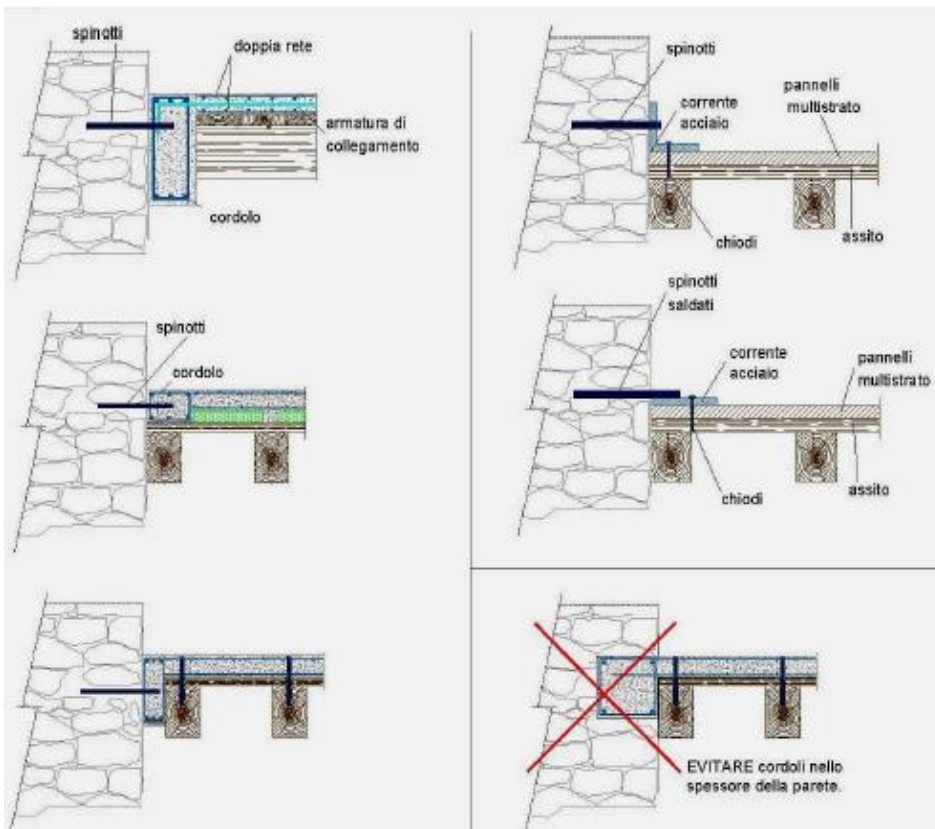 spinotti
doppia rete
armatura di
collegamento
cordolo
spinotti
cordolo
spinotti
corrente
acciaio
pannelli
multistrato
chiodi
assito
spinotti
saldati
corrente
acciaio
pannelli
multistrato
chiodi
assito
EVITARE cordoli nello
spessore della parete.